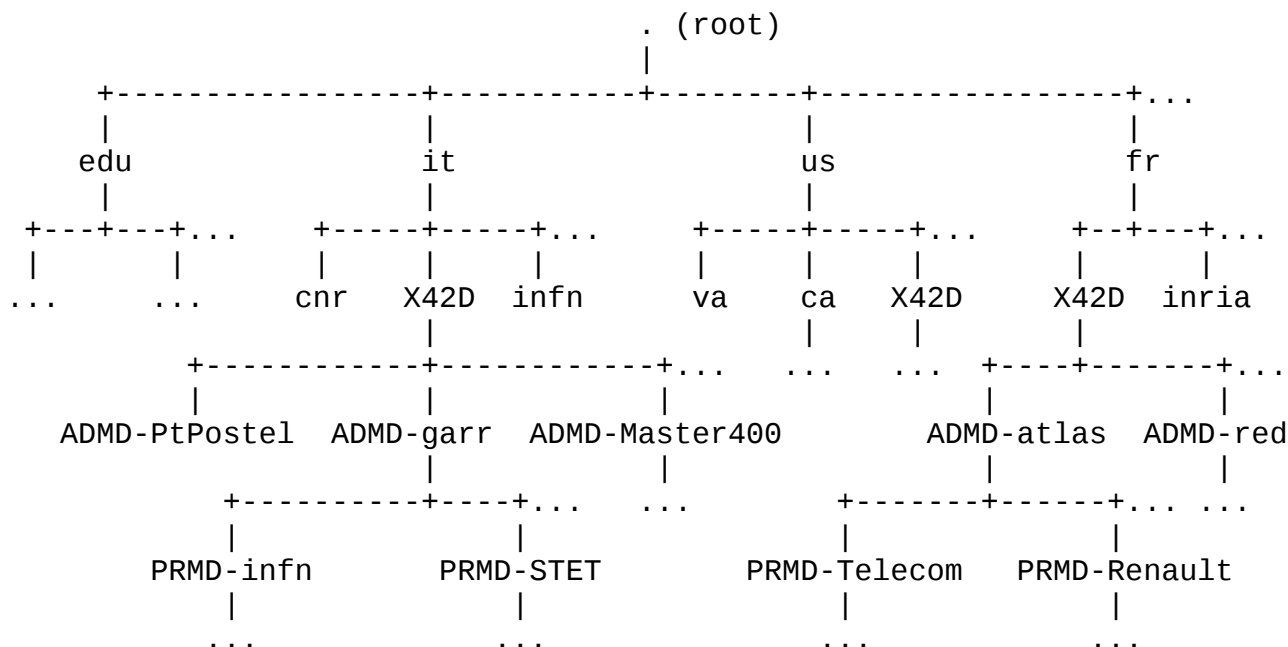 . (root)
|
+-----------------+-----------+--------+-----------------+...
| | | |
edu it us fr
| | | |
+---+---+... +-----+-----+... +-----+-----+... +--+---+...
| | | | | | | | | |
... ... cnr X42D infn va ca X42D X42D inria
| | | |
+------------+------------+... ... ... +----+-------+...
| | | | |
ADMD-PtPostel ADMD-garr ADMD-Master400 ADMD-atlas ADMD-red
| | | |
+----------+----+... ... +-------+------+... ...
| | | |
PRMD-infn PRMD-STET PRMD-Telecom PRMD-Renault
| | | |
... ... ... ...